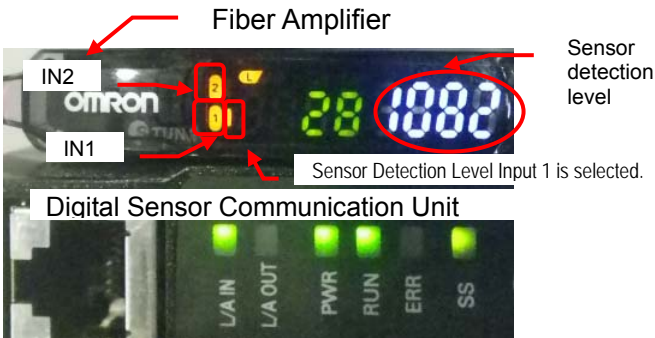 Fiber Amplifier
Sensor
detection
level
IN2
2
L
OMRON
1
28
1082
IN1
Sensor Detection Level Input 1 is selected.
Digital Sensor Communication Unit
L/A IN
L/A OUT
PWR
RUN
ERR
SS